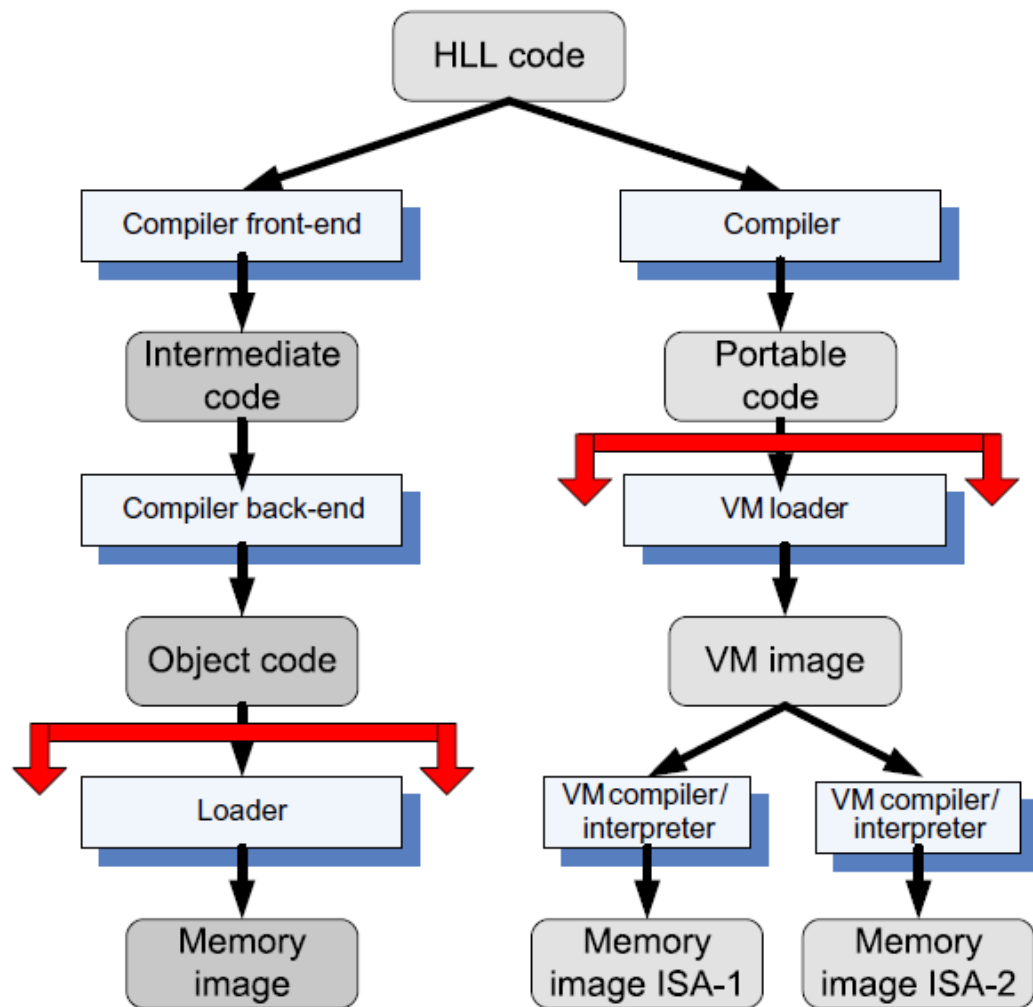 HLL code
Compiler front-end
Compiler
Intermediate
code
Portable
code
Compiler back-end
VM loader
Object code
VM image
Loader
VM compiler/
interpreter
VM compiler/
interpreter
Memory
image
Memory
image ISA-1
Memory
image ISA-2